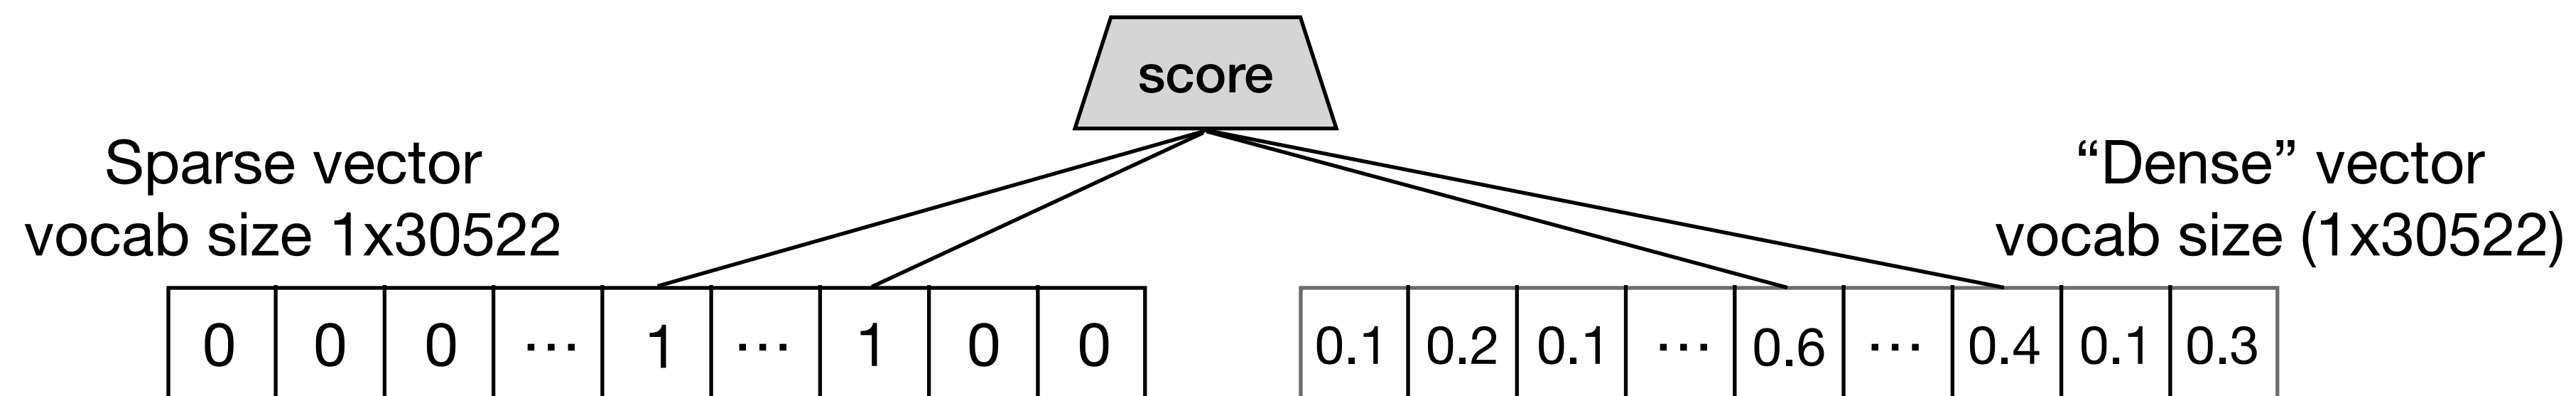 score
Sparse vector
vocab size 1x30522
“Dense” vector
vocab size (1x30522)
0 0 0 ... 1 ... 1 0 0
0.1 0.2 0.1 ... 0.6 ... 0.4 0.1 0.3